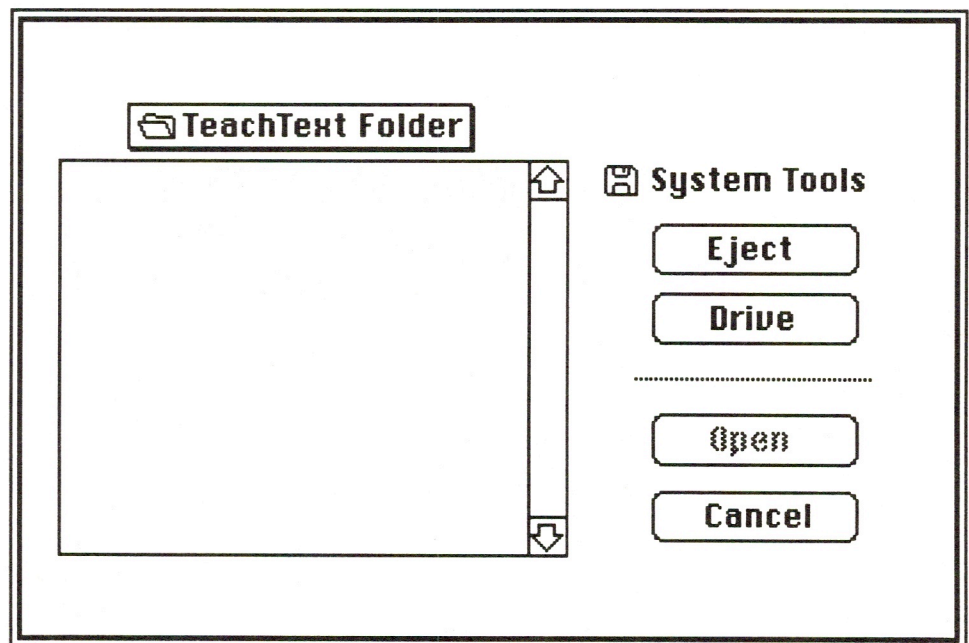 TeachText Folder
System Tools
Eject
Drive
Open
Cancel